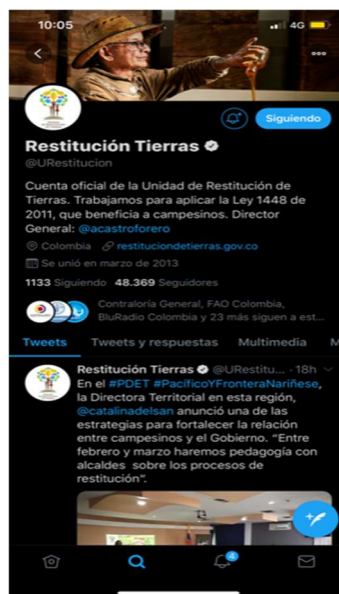 10:05
4G
Siguiendo
Restitución Tierras
@URestitucion
Cuenta oficial de la Unidad de Restitución de
Tierras. Trabajamos para aplicar la Ley 1448 de
2011, que beneficia a campesinos. Director
General: @acastroforero
Colombia restituciondetierras.gov.co
Se unió en marzo de 2013
1133 Siguiendo 48.369 Seguidores
Contraloría General, FAO Colombia,
BluRadio Colombia y 23 más siguen a est...
Tweets Tweets y respuestas Multimedia M
Restitución Tierras @URestitu... · 18h
En el #PDET #PacíficoYFronteraNariñese,
la Directora Territorial en esta región,
@catalinadelsan anunció una de las
estrategias para fortalecer la relación
entre campesinos y el Gobierno. “Entre
febrero y marzo haremos pedagogía con
alcaldes sobre los procesos de
restitución”.
4